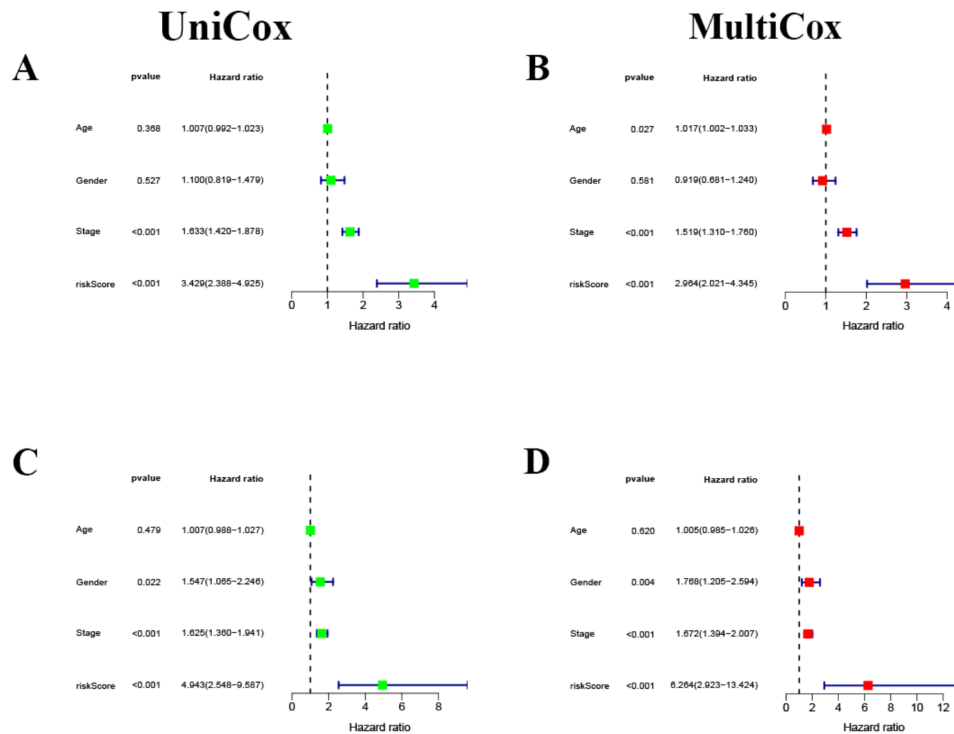 UniCox
MultiCox
A
pvalue Hazard ratio
Age 0.368 1.007(0.992−1.023)
Gender 0.527 1.100(0.819−1.479)
Stage <0.001 1.633(1.420−1.878)
riskScore <0.001 3.429(2.388−4.925)
0 1 2 3 4
Hazard ratio
B
pvalue Hazard ratio
Age 0.027 1.017(1.002−1.033)
Gender 0.581 0.919(0.681−1.240)
Stage <0.001 1.519(1.310−1.760)
riskScore <0.001 2.964(2.021−4.345)
0 1 2 3 4
Hazard ratio
C
pvalue Hazard ratio
Age 0.479 1.007(0.988−1.027)
Gender 0.022 1.547(1.065−2.246)
Stage <0.001 1.625(1.360−1.941)
riskScore <0.001 4.943(2.548−9.587)
0 2 4 6 8
Hazard ratio
D
pvalue Hazard ratio
Age 0.620 1.005(0.985−1.026)
Gender 0.004 1.768(1.205−2.594)
Stage <0.001 1.672(1.394−2.007)
riskScore <0.001 6.264(2.923−13.424)
0 2 4 6 8 10 12
Hazard ratio